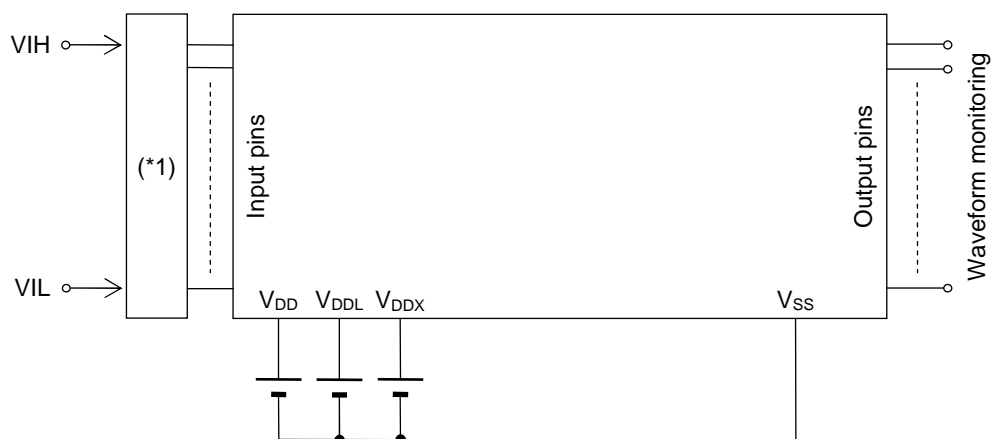 VIH
(*1)
VIL
Input pins
Output pins
Waveform monitoring
VDD VDDL VDDX VSS